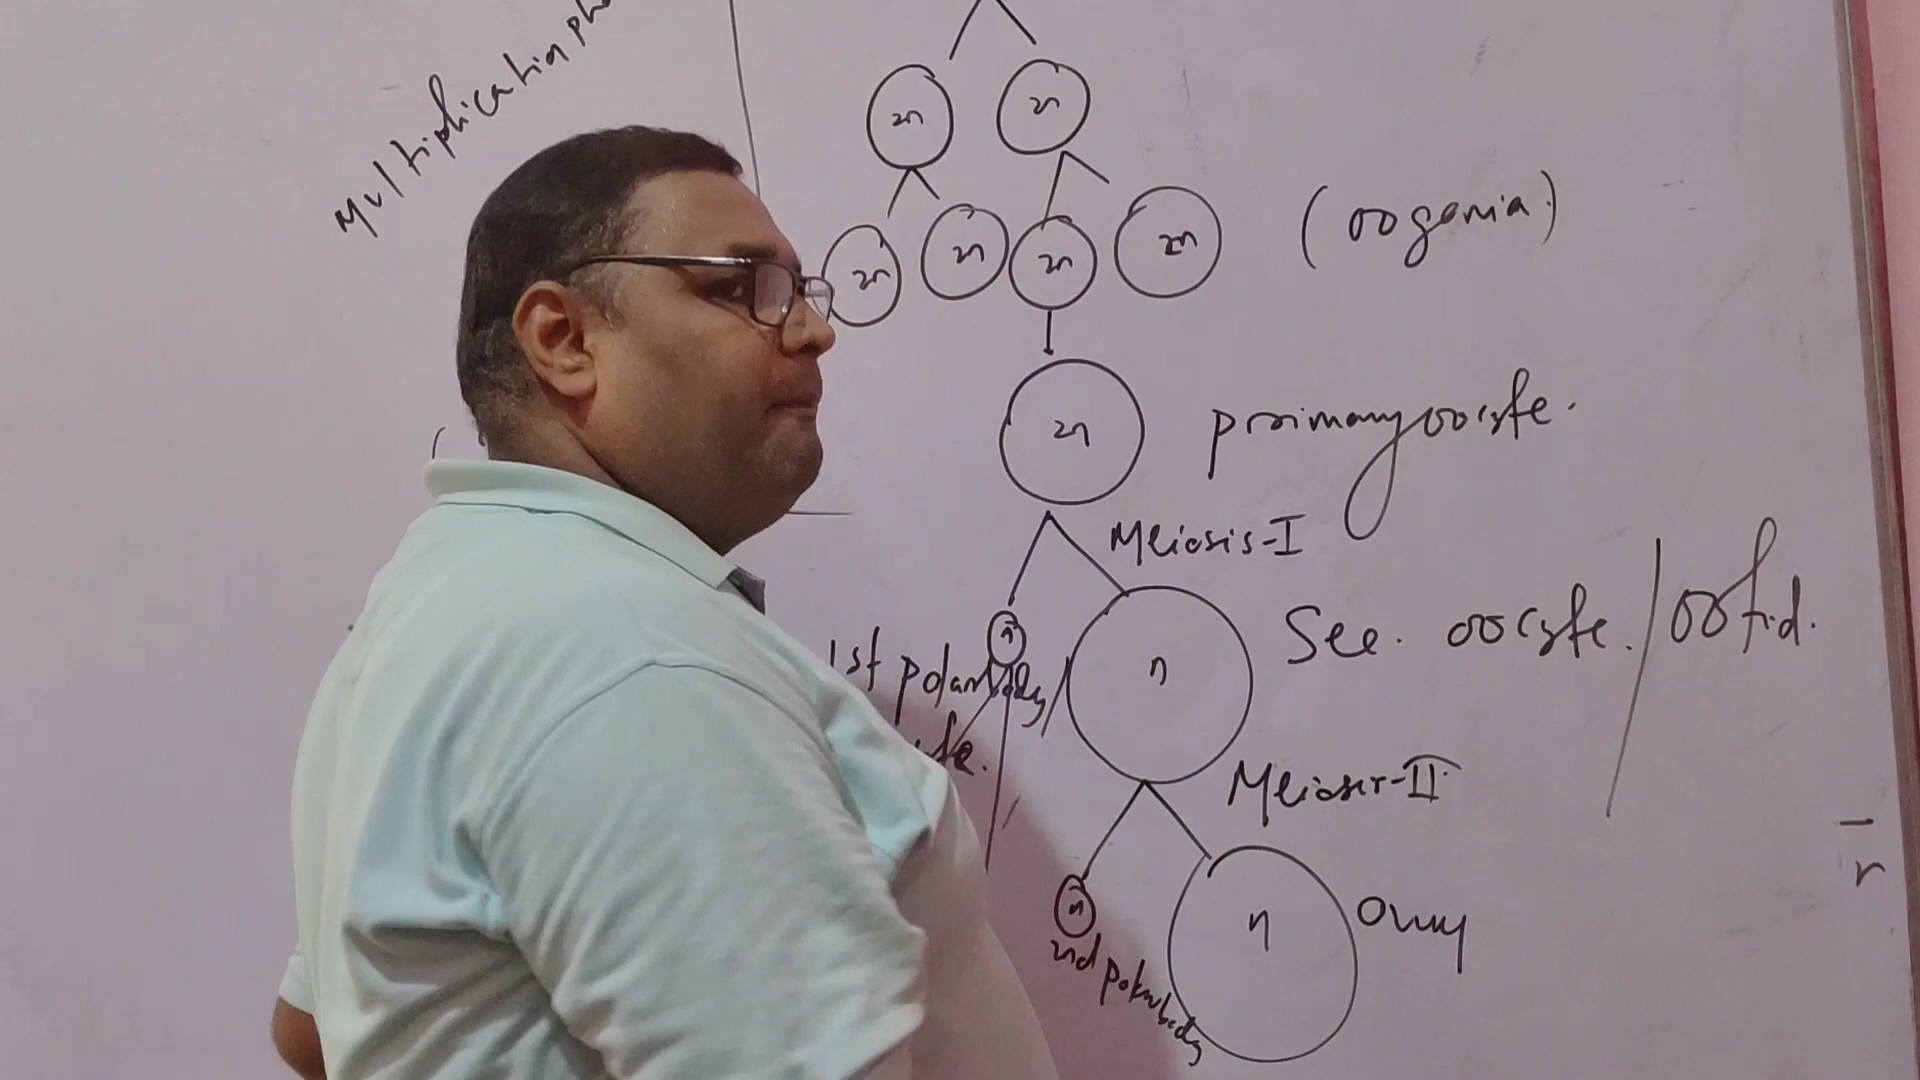 Multiplication pha
2n 2n
2n 2n 2n 2n (oogonia)
2n primary oocyte.
Meiosis-I
n
1st polar body
n Sec. oocyte. / ootid.
Meiosis-II
n
2nd polar body
n Ovum